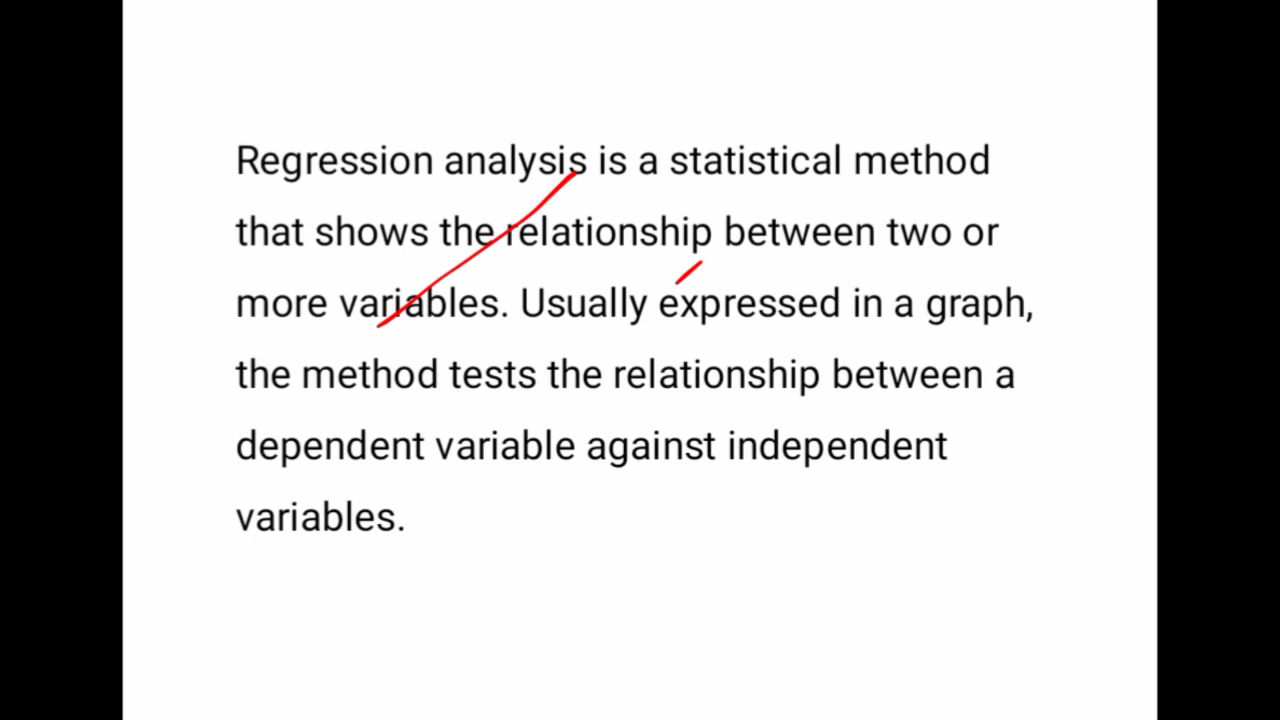 Regression analysis is a statistical method
that shows the relationship between two or
more variables. Usually expressed in a graph,
the method tests the relationship between a
dependent variable against independent
variables.